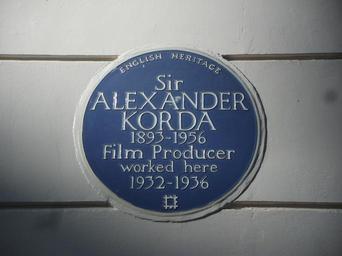 ENGLISH HERITAGE
Sir
ALEXANDER
KORDA
1893-1956
Film Producer
worked here
1932-1936